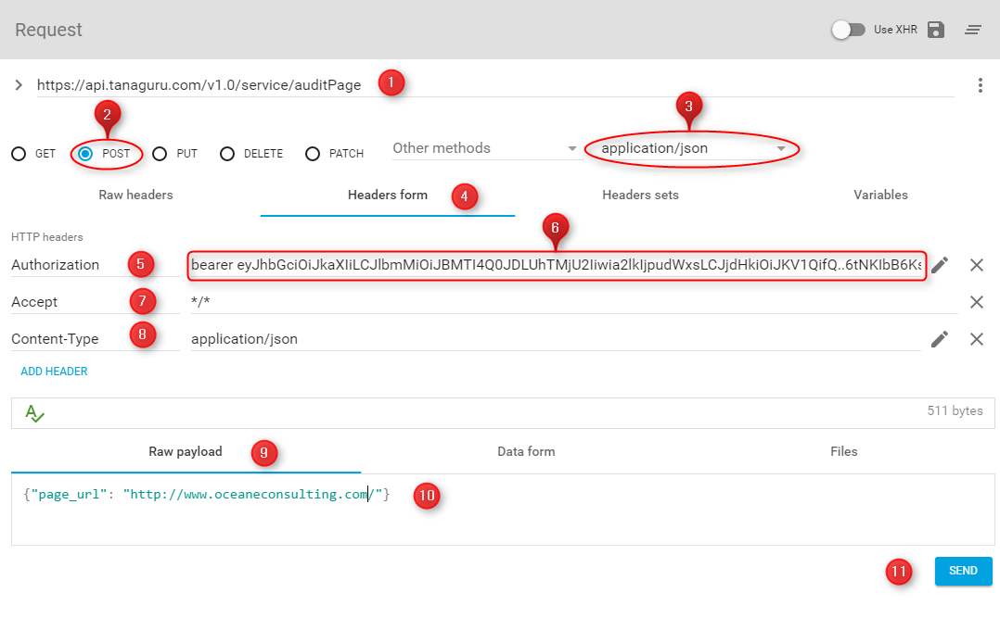 Request
Use XHR
https://api.tanaguru.com/v1.0/service/auditPage 1
2 3
GET POST PUT DELETE PATCH Other methods application/json
Raw headers Headers form 4 Headers sets Variables
6
HTTP headers
Authorization 5 bearer eyJhbGciOiJkaXIiLCJlbmMiOiJBMTI4Q0JDLUhTMjU2Iiwia2lkIjpudWxsLCJjdHkiOiJKV1QifQ..6tNKIbB6Ks
Accept 7 */*
Content-Type 8 application/json
ADD HEADER
A 511 bytes
Raw payload 9 Data form Files
{"page_url": "http://www.oceaneconsulting.com/"} 10
11 SEND